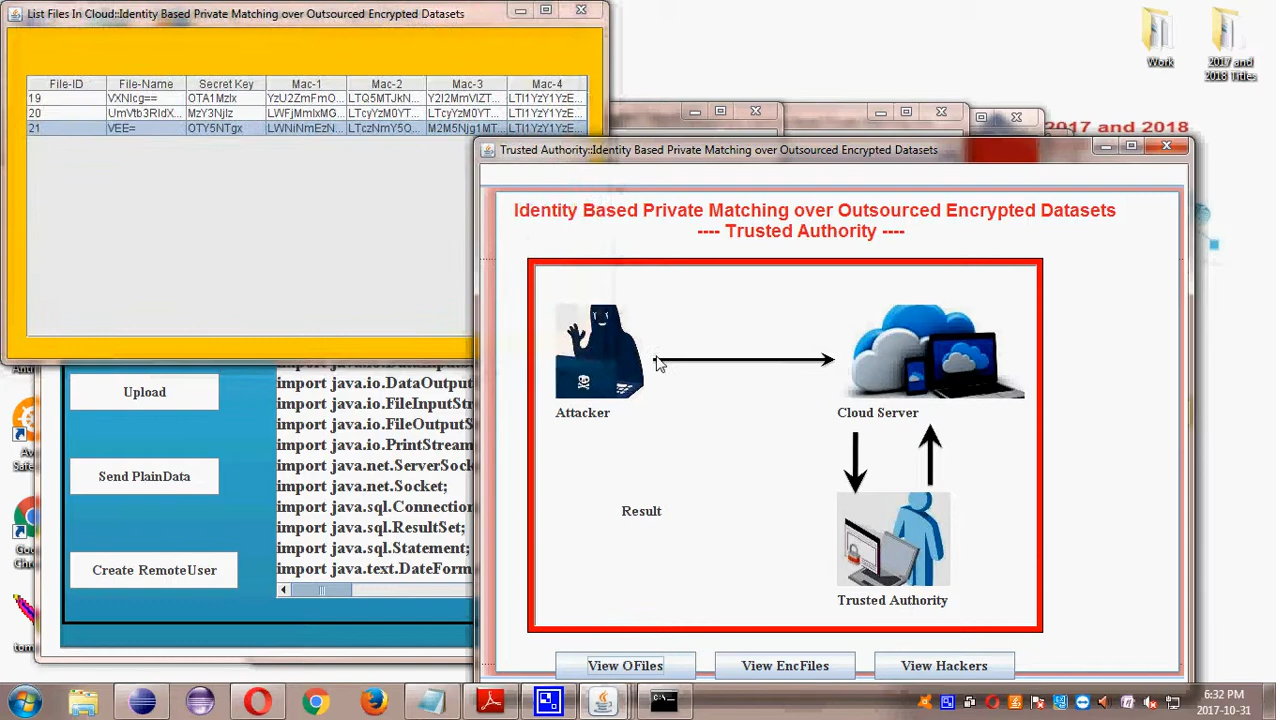 List Files In Cloud::Identity Based Private Matching over Outsourced Encrypted Datasets
File-ID File-Name Secret Key Mac-1 Mac-2 Mac-3 Mac-4
19
20
21 VEE=
Work
2017 and
2018 Titles
2017 and 2018
Trusted Authority::Identity Based Private Matching over Outsourced Encrypted Datasets
Identity Based Private Matching over Outsourced Encrypted Datasets
---- Trusted Authority ----
Attacker
Cloud Server
Result
Trusted Authority
View OFiles View EncFiles View Hackers
Upload
Send PlainData
Create RemoteUser
import java.io.DataOutput
import java.io.FileInputStr
import java.io.FileOutputS
import java.io.PrintStream
import java.net.ServerSock
import java.net.Socket;
import java.sql.Connection
import java.sql.ResultSet;
import java.sql.Statement;
import java.text.DateForm
6:32 PM
2017-10-31